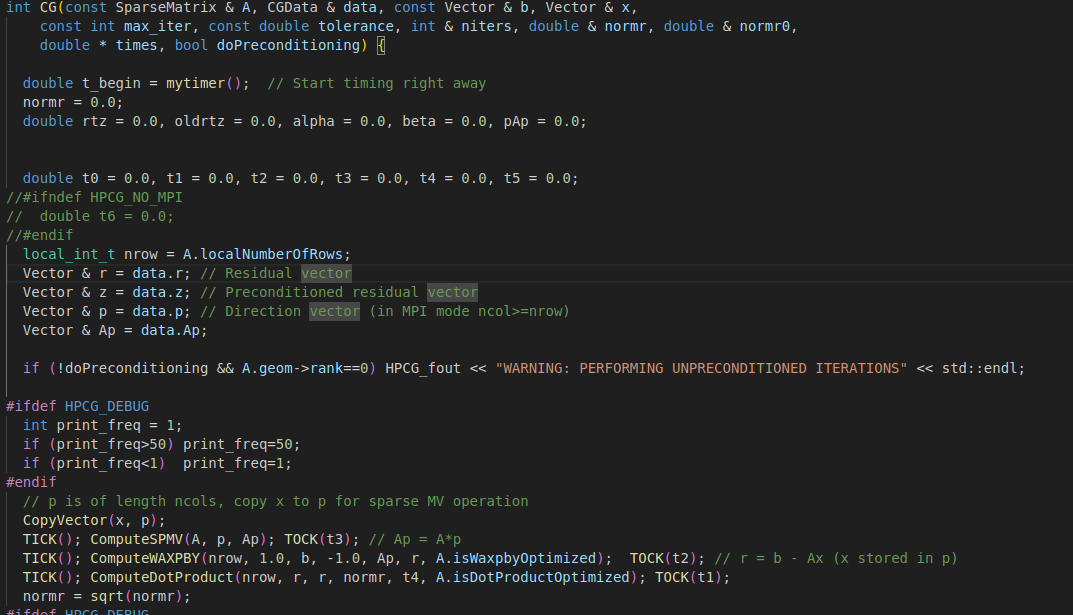 int CG(const SparseMatrix & A, CGData & data, const Vector & b, Vector & x,
    const int max_iter, const double tolerance, int & niters, double & normr, double & normr0,
    double * times, bool doPreconditioning) {
  double t_begin = mytimer();  // Start timing right away
  normr = 0.0;
  double rtz = 0.0, oldrtz = 0.0, alpha = 0.0, beta = 0.0, pAp = 0.0;
  double t0 = 0.0, t1 = 0.0, t2 = 0.0, t3 = 0.0, t4 = 0.0, t5 = 0.0;
//#ifndef HPCG_NO_MPI
//  double t6 = 0.0;
//#endif
  local_int_t nrow = A.localNumberOfRows;
  Vector & r = data.r; // Residual vector
  Vector & z = data.z; // Preconditioned residual vector
  Vector & p = data.p; // Direction vector (in MPI mode ncol>=nrow)
  Vector & Ap = data.Ap;
  if (!doPreconditioning && A.geom->rank==0) HPCG_fout << "WARNING: PERFORMING UNPRECONDITIONED ITERATIONS" << std::endl;
#ifdef HPCG_DEBUG
  int print_freq = 1;
  if (print_freq>50) print_freq=50;
  if (print_freq<1)  print_freq=1;
#endif
  // p is of length ncols, copy x to p for sparse MV operation
  CopyVector(x, p);
  TICK(); ComputeSPMV(A, p, Ap); TOCK(t3); // Ap = A*p
  TICK(); ComputeWAXPBY(nrow, 1.0, b, -1.0, Ap, r, A.isWaxpbyOptimized);  TOCK(t2); // r = b - Ax (x stored in p)
  TICK(); ComputeDotProduct(nrow, r, r, normr, t4, A.isDotProductOptimized); TOCK(t1);
  normr = sqrt(normr);
#ifdef HPCG_DEBUG